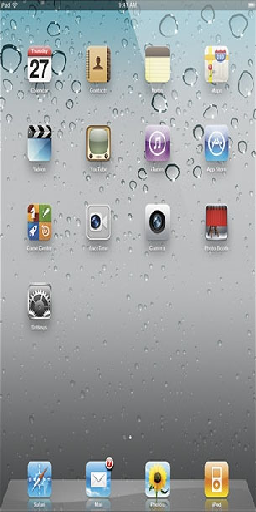 iPad 9:41 AM
Thursday
27
280
Calendar Contacts Notes Maps
Videos YouTube iTunes App Store
Game Center FaceTime Camera Photo Booth
Settings
Safari Mail Photos iPod